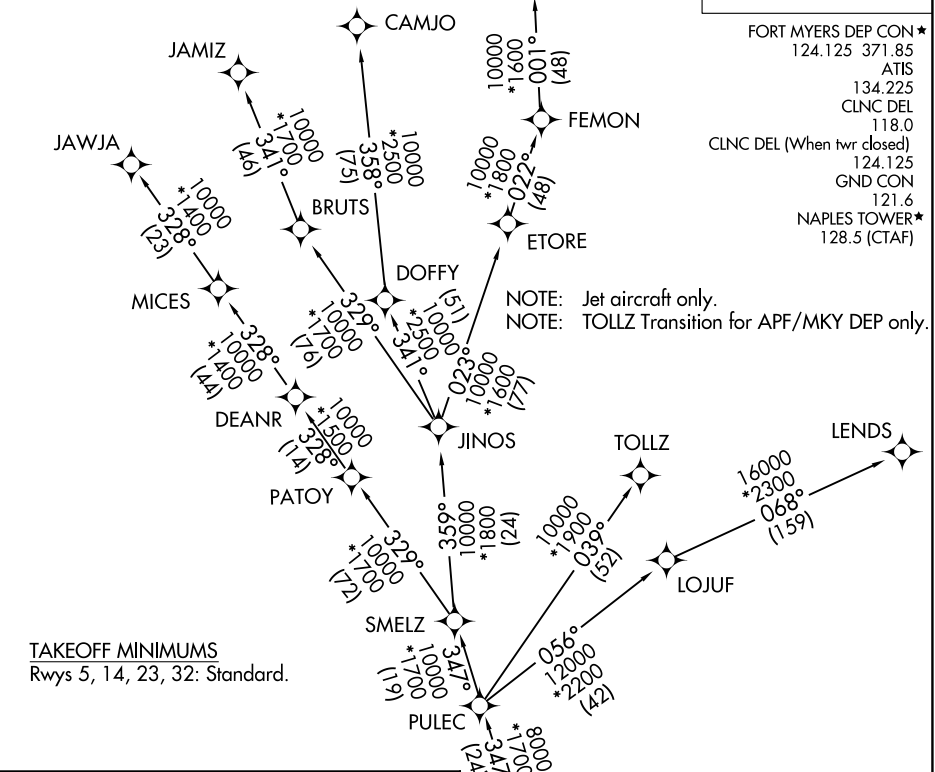 CAMJO
JAMIZ
JAWJA
FORT MYERS DEP CON ★
124.125 371.85
ATIS
134.225
CLNC DEL
118.0
CLNC DEL (When twr closed)
124.125
GND CON
121.6
NAPLES TOWER★
128.5 (CTAF)
10000
*1600
001°
(48)
FEMON
10000
*1800
022°
(48)
ETORE
10000
*2500
358°
(75)
10000
*1700
341°
(46)
BRUTS
10000
*1400
328°
(23)
MICES
DOFFY
NOTE: Jet aircraft only.
NOTE: TOLLZ Transition for APF/MKY DEP only.
329°
10000
*1700
(76)
(51)
10000
*2500
341°
023°
10000
*1600
(77)
328°
10000
*1400
(44)
DEANR
10000
*1500
328°
(14)
JINOS
TOLLZ
LENDS
PATOY
16000
*2300
068°
(159)
359°
10000
*1800
(24)
10000
*1900
039°
(52)
329°
10000
*1700
(72)
LOJUF
SMELZ
TAKEOFF MINIMUMS
Rwys 5, 14, 23, 32: Standard.
347°
10000
*1700
(19)
056°
12000
*2200
(42)
PULEC
8000
*1700
347
(24